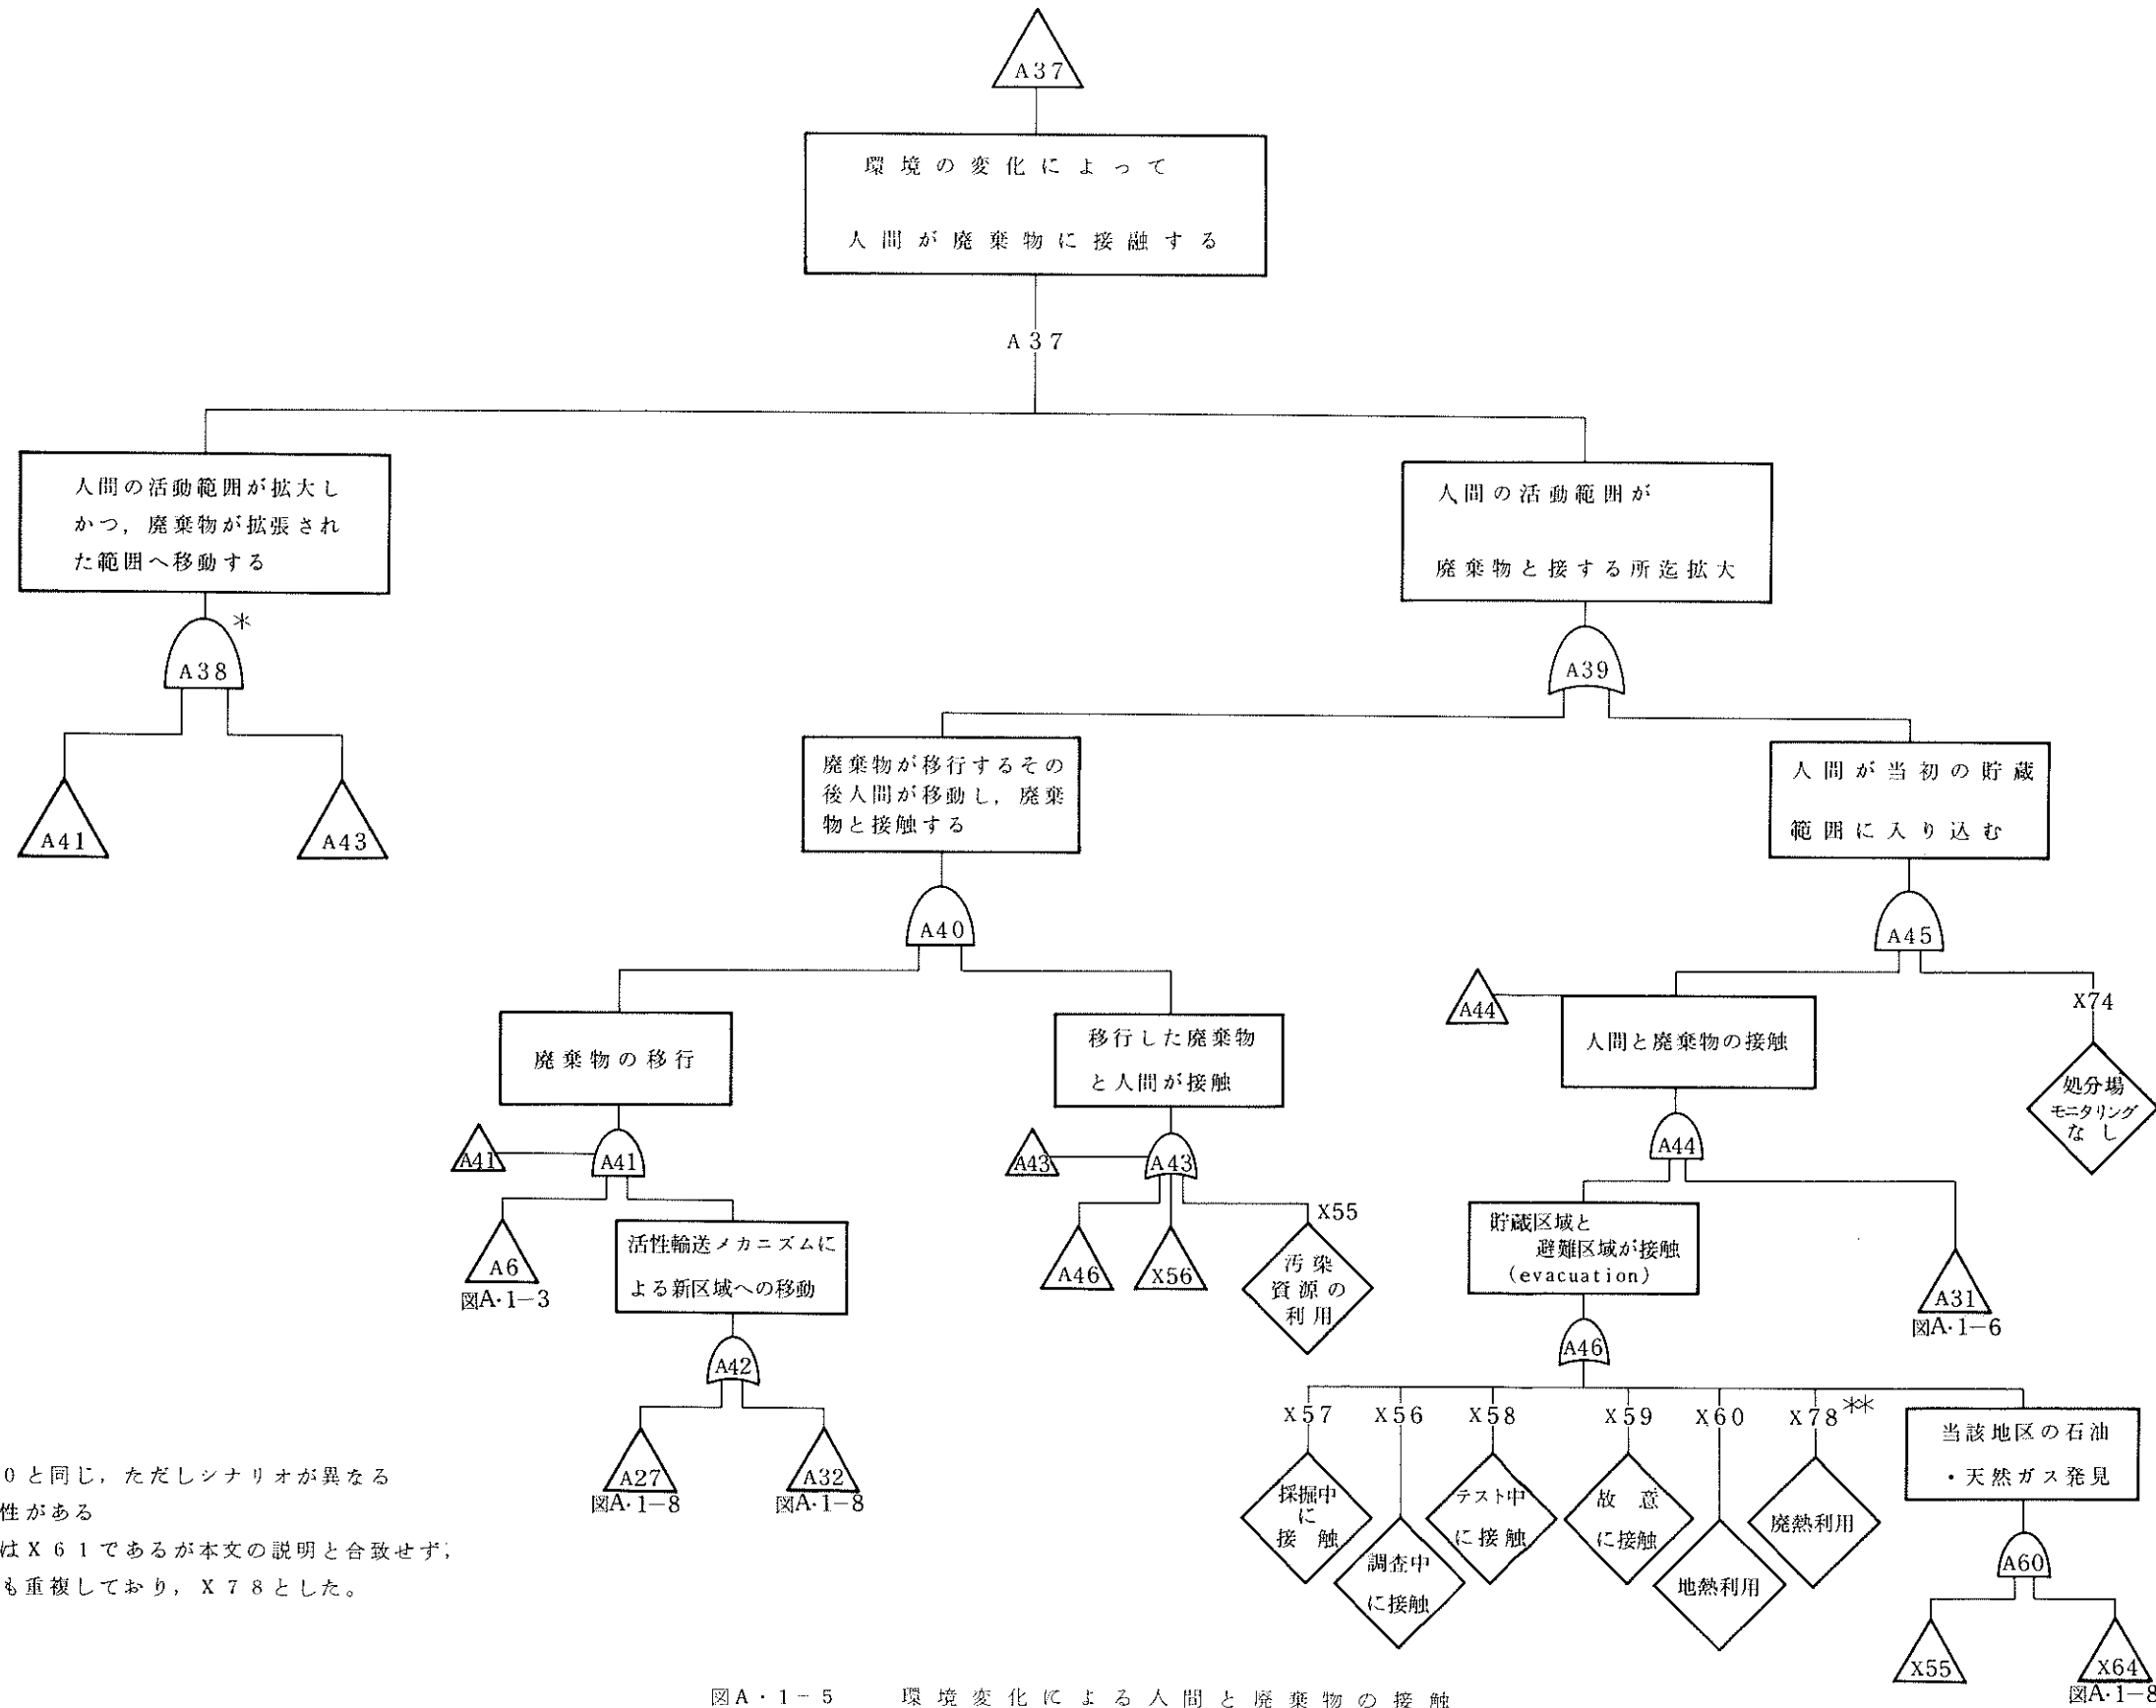 A37
環境の変化によって
人間が廃棄物に接融する
A37
人間の活動範囲が拡大し
かつ，廃棄物が拡張され
た範囲へ移動する
人間の活動範囲が
廃棄物と接する所迄拡大
*
A38
A39
A41
A43
廃棄物が移行するその
後人間が移動し，廃棄
物と接触する
人間が当初の貯蔵
範囲に入り込む
A40
A45
廃棄物の移行
移行した廃棄物
と人間が接触
A44
人間と廃棄物の接触
X74
処分場
モニタリング
なし
A41
A41
A43
A43
A44
A6
図A・1－3
活性輸送メカニズムに
よる新区域への移動
A46
X56
X55
汚染
資源の
利用
貯蔵区域と
避難区域が接触
(evacuation)
A31
図A・1－6
A42
A46
A27
図A・1－8
A32
図A・1－8
X57
X56
X58
X59
X60
X78**
採掘中
に
接触
調査中
に接触
テスト中
に接触
故意
に接触
地熱利用
廃熱利用
当該地区の石油
・天然ガス発見
A60
X55
X64
図A・1－8
0と同じ，ただしシナリオが異なる
性がある
はX61であるが本文の説明と合致せず，
も重複しており，X78とした。
図A・1－5　環境変化による人間と廃棄物の接触